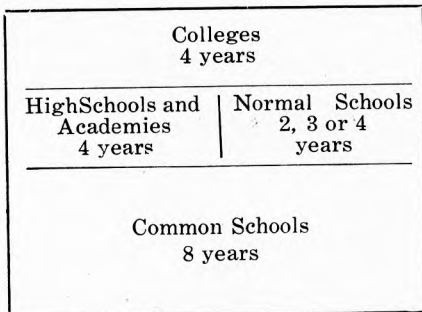 Colleges
4 years
HighSchools and
Academies
4 years
Normal Schools
2, 3 or 4
years
Common Schools
8 years